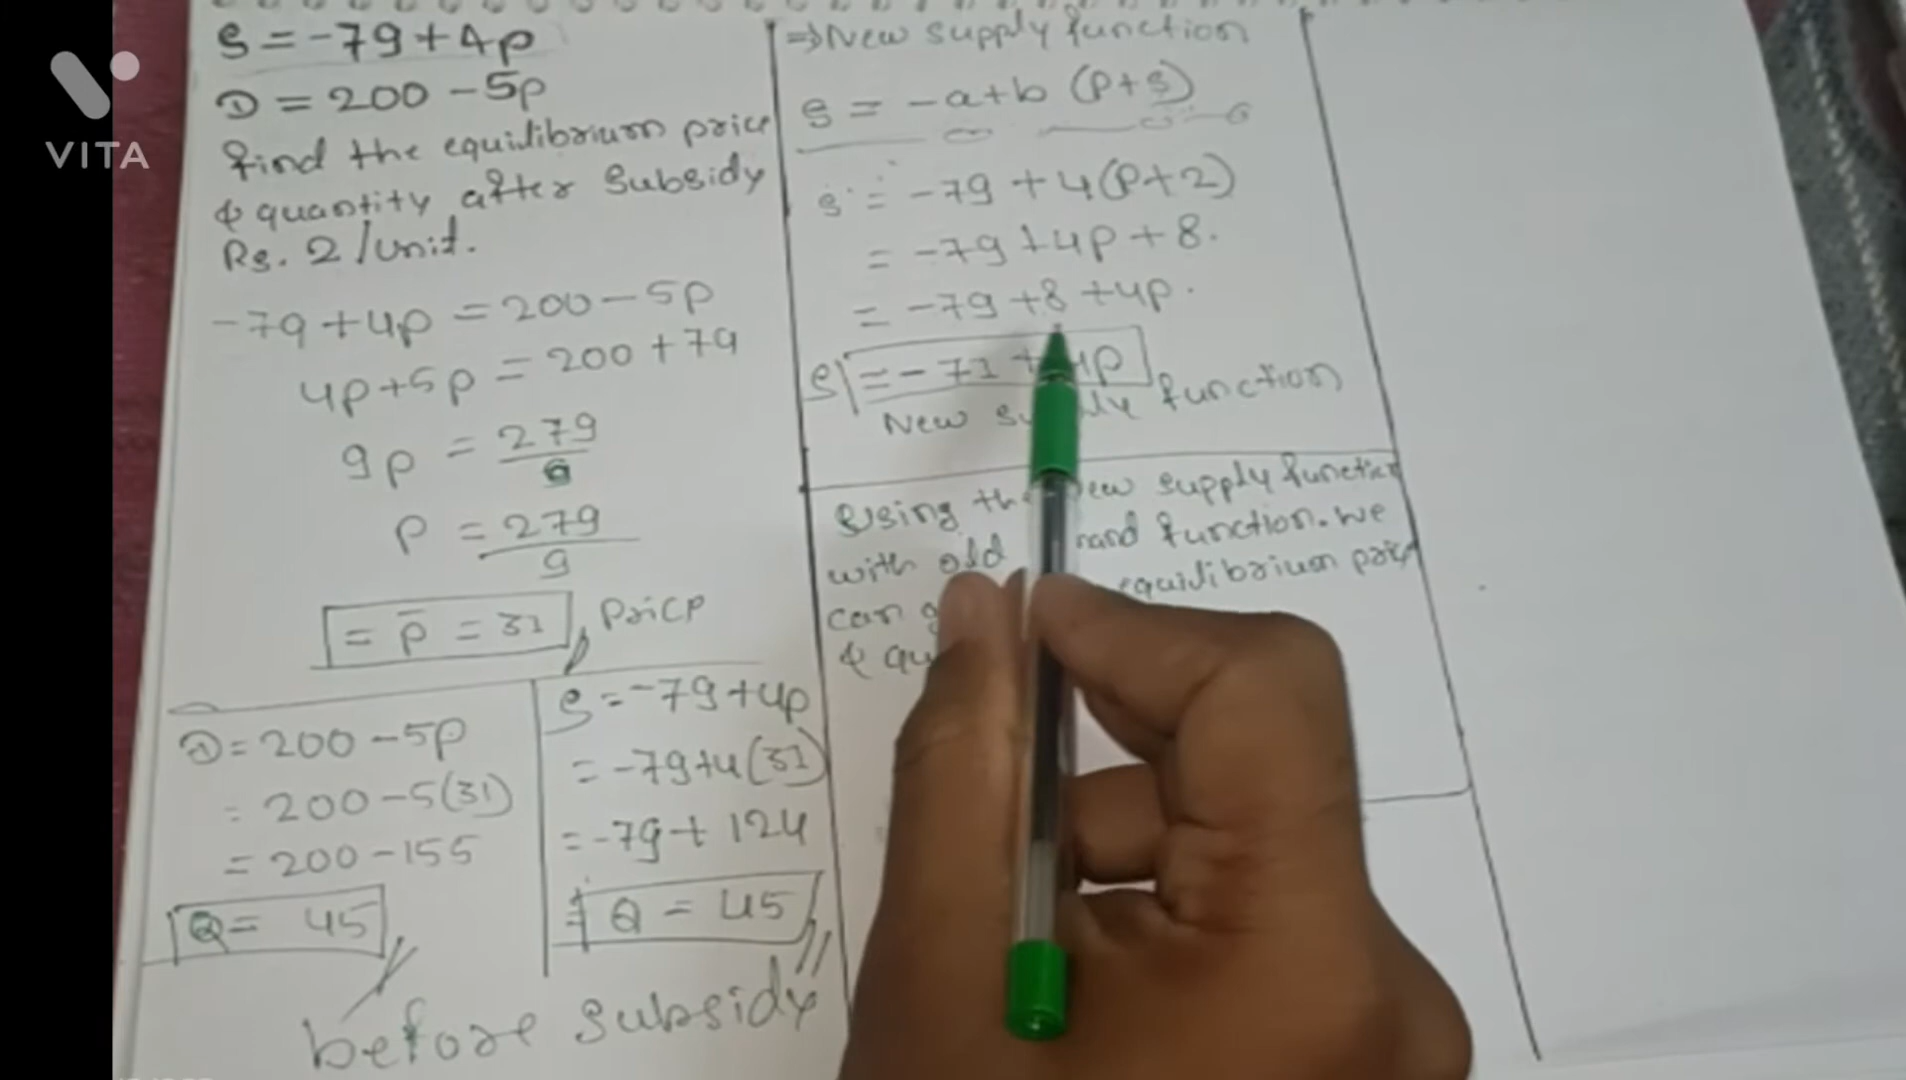 VITA
S = -79 + 4p
D = 200 - 5p
find the equilibrium price
& quantity after Subsidy
Rs. 2 /unit.
-79 + 4p = 200 - 5p
4p + 5p = 200 + 79
9p = 279
P = 279/9
= p̄ = 31, Price
D = 200 - 5p
= 200 - 5(31)
= 200 - 155
Q = 45
S = -79 + 4p
= -79 + 4(31)
= -79 + 124
= Q = 45
before subsidy
⇒ New supply function
S = -a + b (P + s)
S = -79 + 4(P + 2)
= -79 + 4p + 8.
= -79 + 8 + 4p.
S = -71 + 4p
New function
Using supply function
with old function. we
can equilibrium price
&